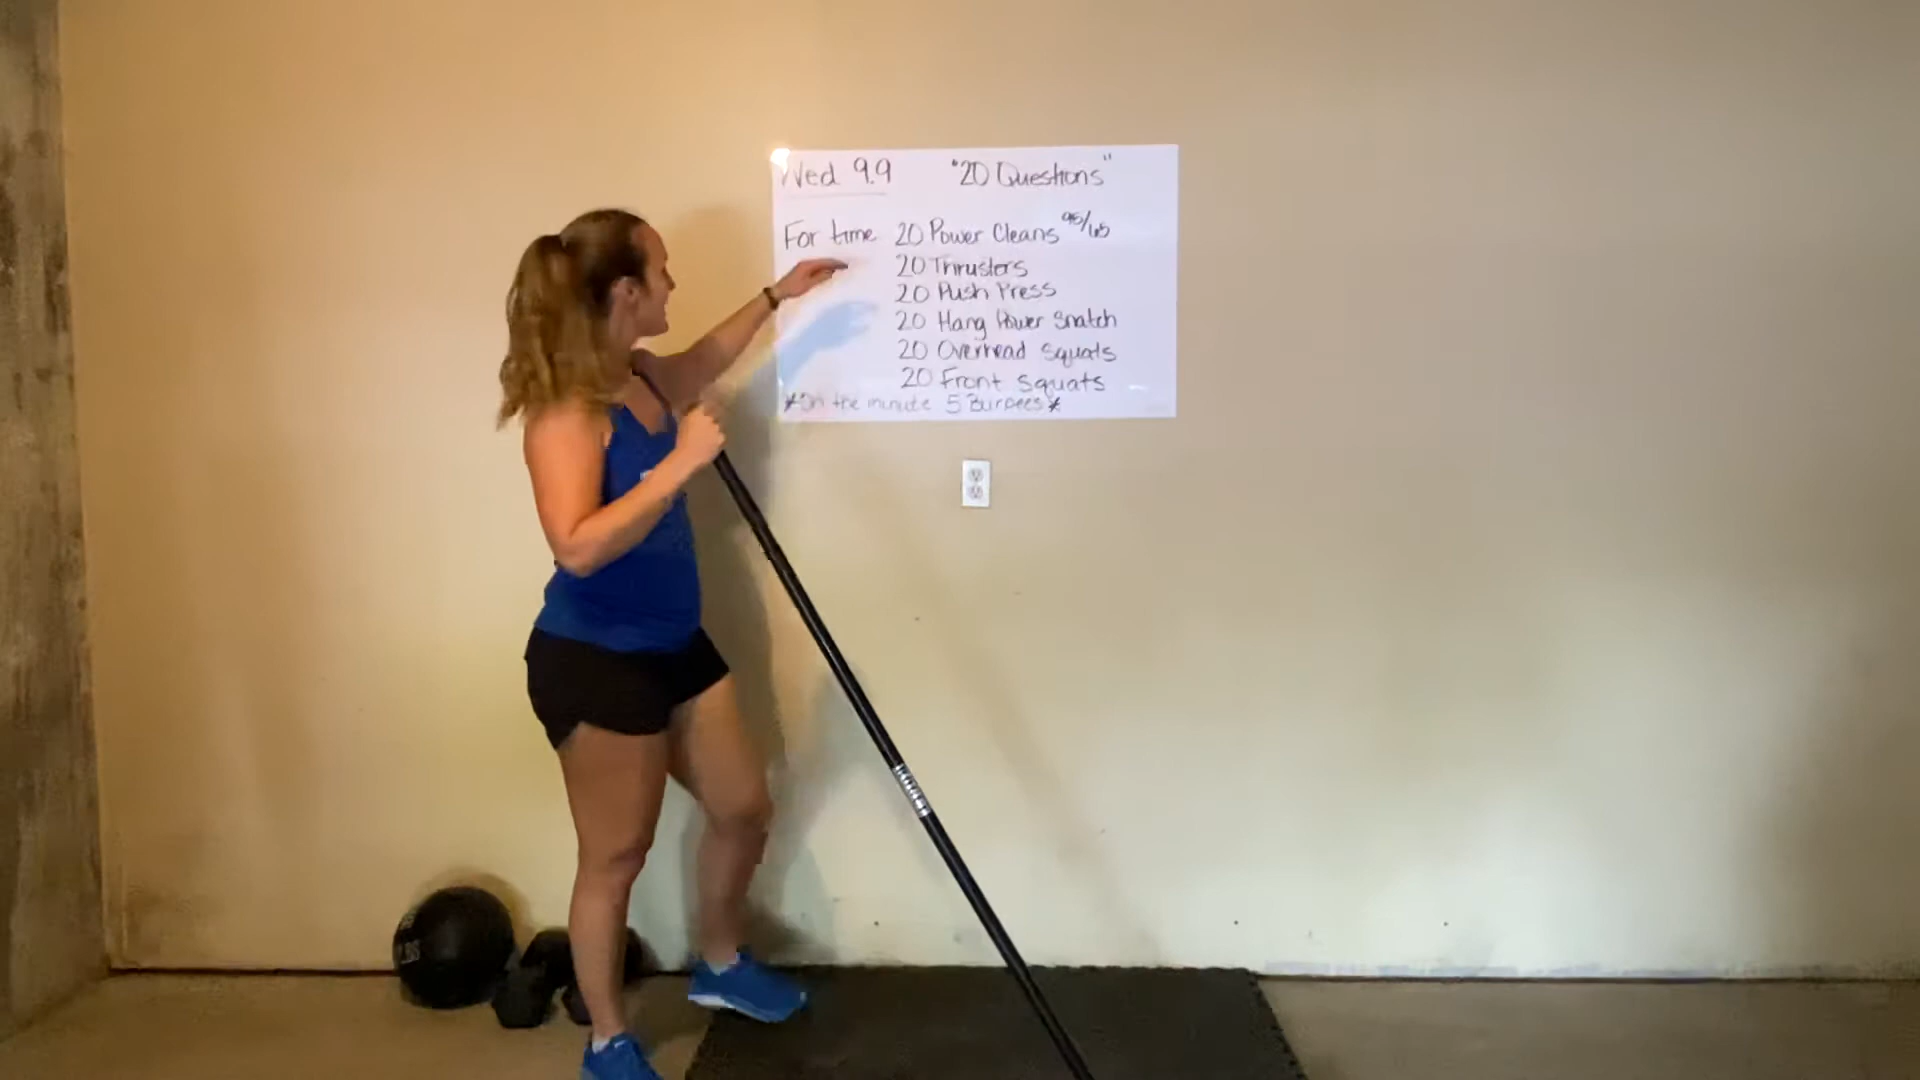 Wed 9.9 "20 Questions"
For time 20 Power Cleans 95/65
20 Thrusters
20 Push Press
20 Hang Power Snatch
20 Overhead Squats
20 Front Squats
*On the minute 5 Burpees*